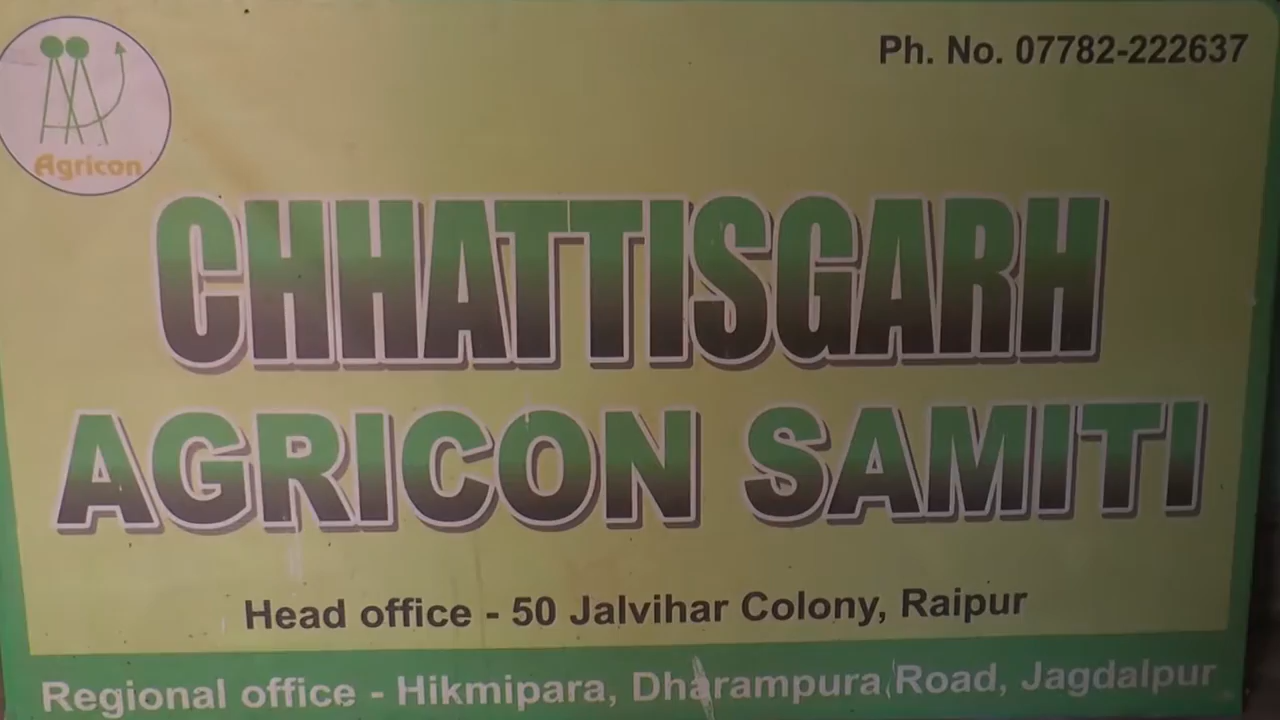 Ph. No. 07782-222637
Agricon
CHHATTISGARH
AGRICON SAMITI
Head office - 50 Jalvihar Colony, Raipur
Regional office - Hikmipara, Dharampura Road, Jagdalpur